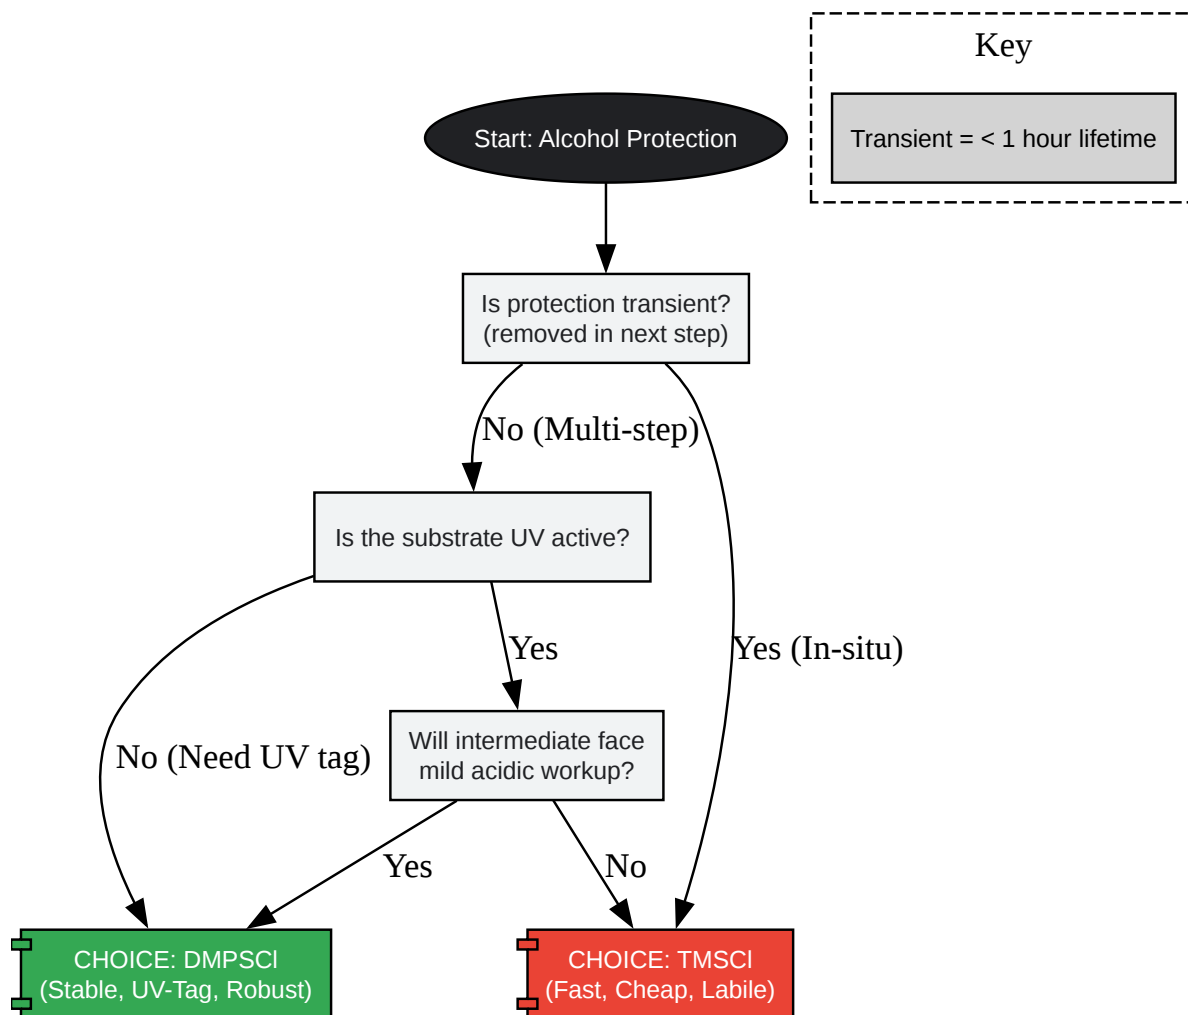 Key
Transient = < 1 hour lifetime
Start: Alcohol Protection
Is protection transient?
(removed in next step)
No (Multi-step)
Is the substrate UV active?
Yes
Yes (In-situ)
Will intermediate face
mild acidic workup?
No (Need UV tag)
Yes
No
CHOICE: DMPSCl
(Stable, UV-Tag, Robust)
CHOICE: TMSCl
(Fast, Cheap, Labile)